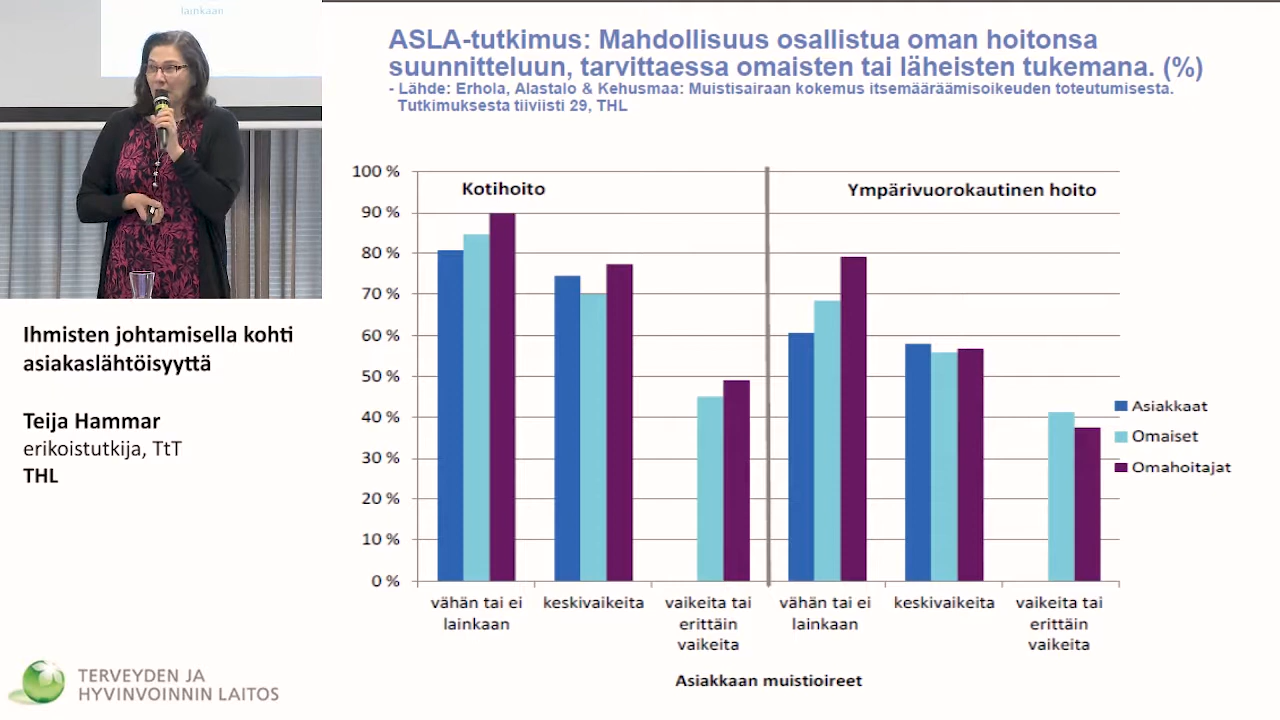 lainkaan
ASLA-tutkimus: Mahdollisuus osallistua oman hoitonsa
suunnitteluun, tarvittaessa omaisten tai läheisten tukemana. (%)
- Lähde: Erhola, Alastalo & Kehusmaa: Muistisairaan kokemus itsemääräämisoikeuden toteutumisesta.
Tutkimuksesta tiiviisti 29, THL
100 %
90 %
80 %
70 %
60 %
50 %
40 %
30 %
20 %
10 %
0 %
Kotihoito
Ympärivuorokautinen hoito
Asiakkaat
Omaiset
Omahoitajat
vähän tai ei
lainkaan
keskivaikeita
vaikeita tai
erittäin
vaikeita
vähän tai ei
lainkaan
keskivaikeita
vaikeita tai
erittäin
vaikeita
Asiakkaan muistioireet
Ihmisten johtamisella kohti
asiakaslähtöisyyttä
Teija Hammar
erikoistutkija, TtT
THL
TERVEYDEN JA
HYVINVOINNIN LAITOS